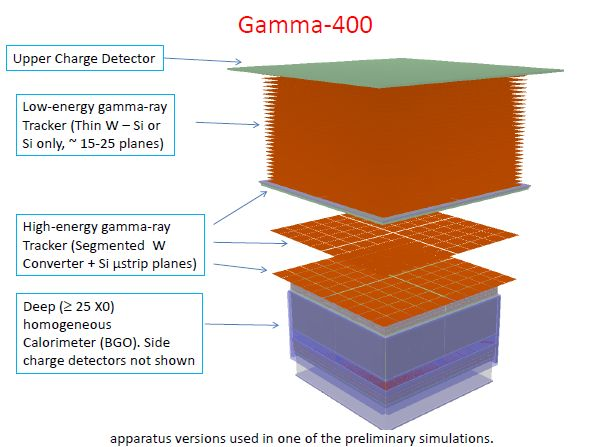 Gamma-400
Upper Charge Detector
Low-energy gamma-ray
Tracker (Thin W – Si or
Si only, ~ 15-25 planes)
High-energy gamma-ray
Tracker (Segmented W
Converter + Si μstrip planes)
Deep (≥ 25 X0)
homogeneous
Calorimeter (BGO). Side
charge detectors not shown
apparatus versions used in one of the preliminary simulations.